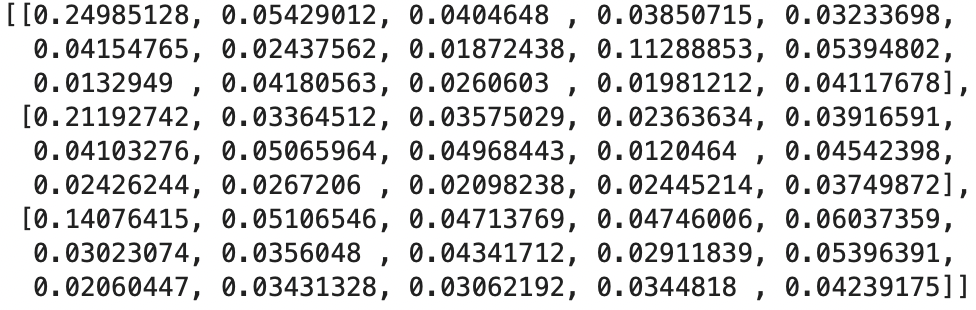 [[0.24985128, 0.05429012, 0.0404648 , 0.03850715, 0.03233698,
0.04154765, 0.02437562, 0.01872438, 0.11288853, 0.05394802,
0.0132949 , 0.04180563, 0.0260603 , 0.01981212, 0.04117678],
[0.21192742, 0.03364512, 0.03575029, 0.02363634, 0.03916591,
0.04103276, 0.05065964, 0.04968443, 0.0120464 , 0.04542398,
0.02426244, 0.0267206 , 0.02098238, 0.02445214, 0.03749872],
[0.14076415, 0.05106546, 0.04713769, 0.04746006, 0.06037359,
0.03023074, 0.0356048 , 0.04341712, 0.02911839, 0.05396391,
0.02060447, 0.03431328, 0.03062192, 0.0344818 , 0.04239175]]